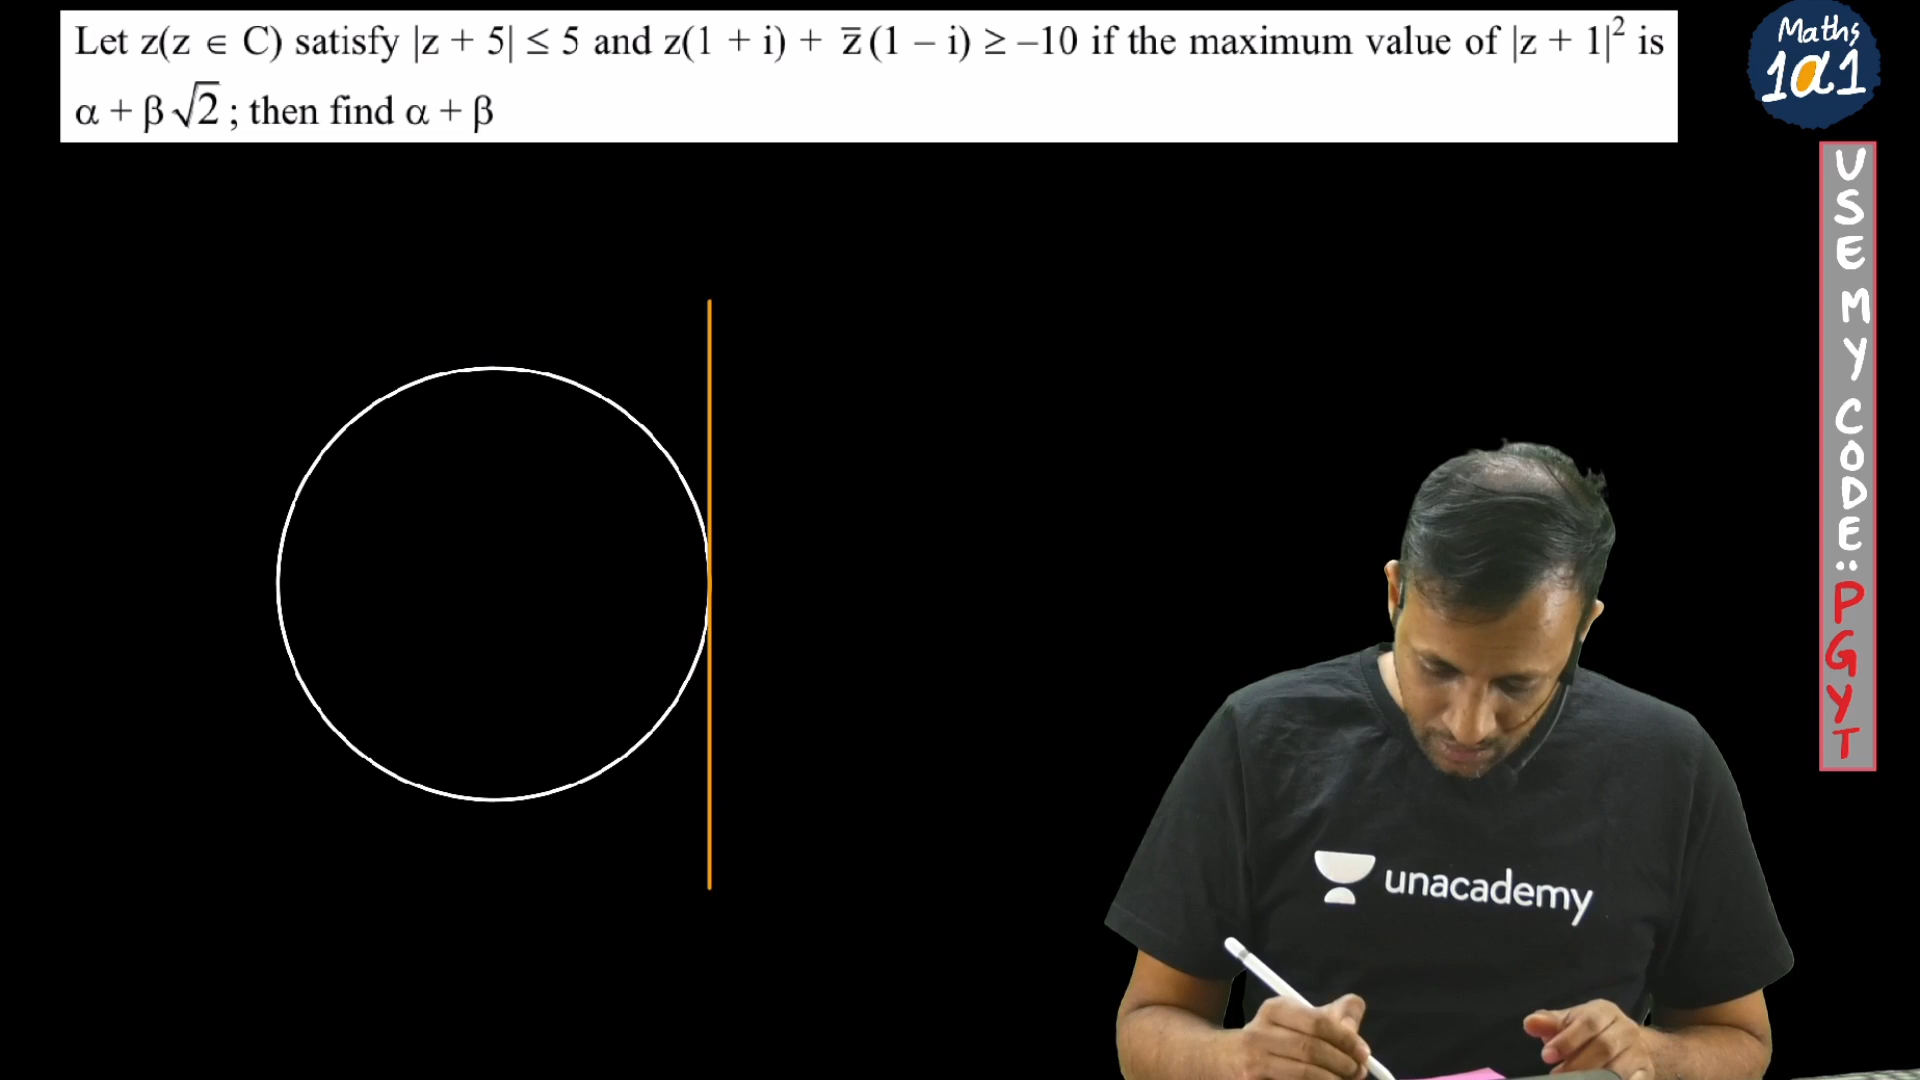 Let z(z ∈ C) satisfy |z + 5| ≤ 5 and z(1 + i) + z̅(1 – i) ≥ –10 if the maximum value of |z + 1|² is
α + β√2 ; then find α + β
Maths
1a1
USE MY CODE:: PGYT
unacademy